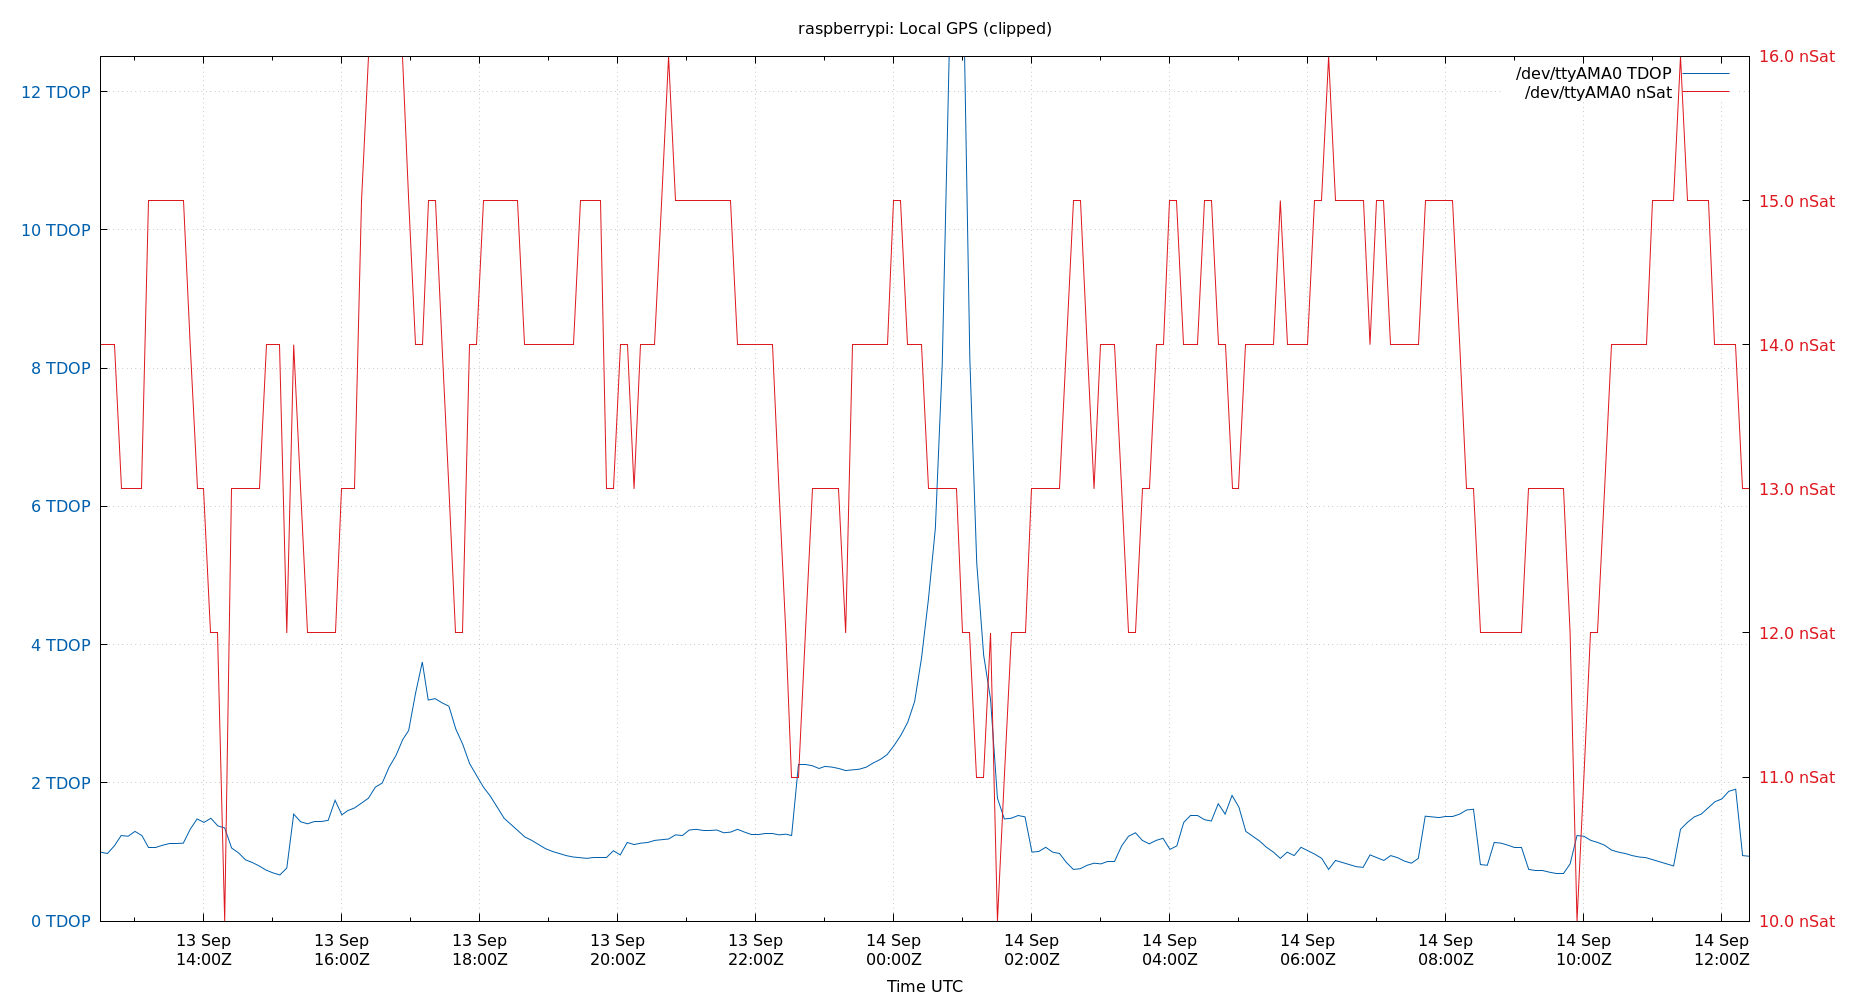 raspberrypi: Local GPS (clipped)
/dev/ttyAMA0 TDOP
/dev/ttyAMA0 nSat
12 TDOP
10 TDOP
8 TDOP
6 TDOP
4 TDOP
2 TDOP
0 TDOP
16.0 nSat
15.0 nSat
14.0 nSat
13.0 nSat
12.0 nSat
11.0 nSat
10.0 nSat
13 Sep 13 Sep 13 Sep 13 Sep 13 Sep 14 Sep 14 Sep 14 Sep 14 Sep 14 Sep 14 Sep 14 Sep
14:00Z 16:00Z 18:00Z 20:00Z 22:00Z 00:00Z 02:00Z 04:00Z 06:00Z 08:00Z 10:00Z 12:00Z
Time UTC